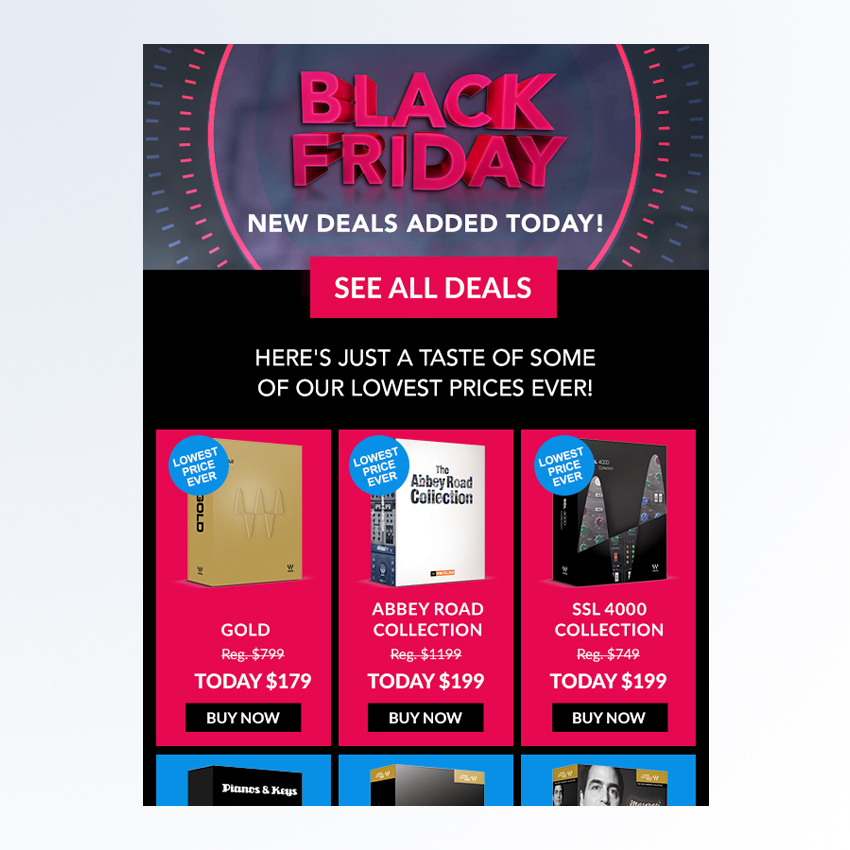 BLACK
FRIDAY
NEW DEALS ADDED TODAY!
SEE ALL DEALS
HERE'S JUST A TASTE OF SOME
OF OUR LOWEST PRICES EVER!
LOWEST
PRICE
EVER
GOLD
GOLD
Reg. $799
TODAY $179
BUY NOW
LOWEST
PRICE
EVER
The
Abbey Road
Collection
ABBEY ROAD
COLLECTION
Reg. $1199
TODAY $199
BUY NOW
LOWEST
PRICE
EVER
4000
Collection
SSL 4000
COLLECTION
Reg. $749
TODAY $199
BUY NOW
Pianos & Keys
Maserati